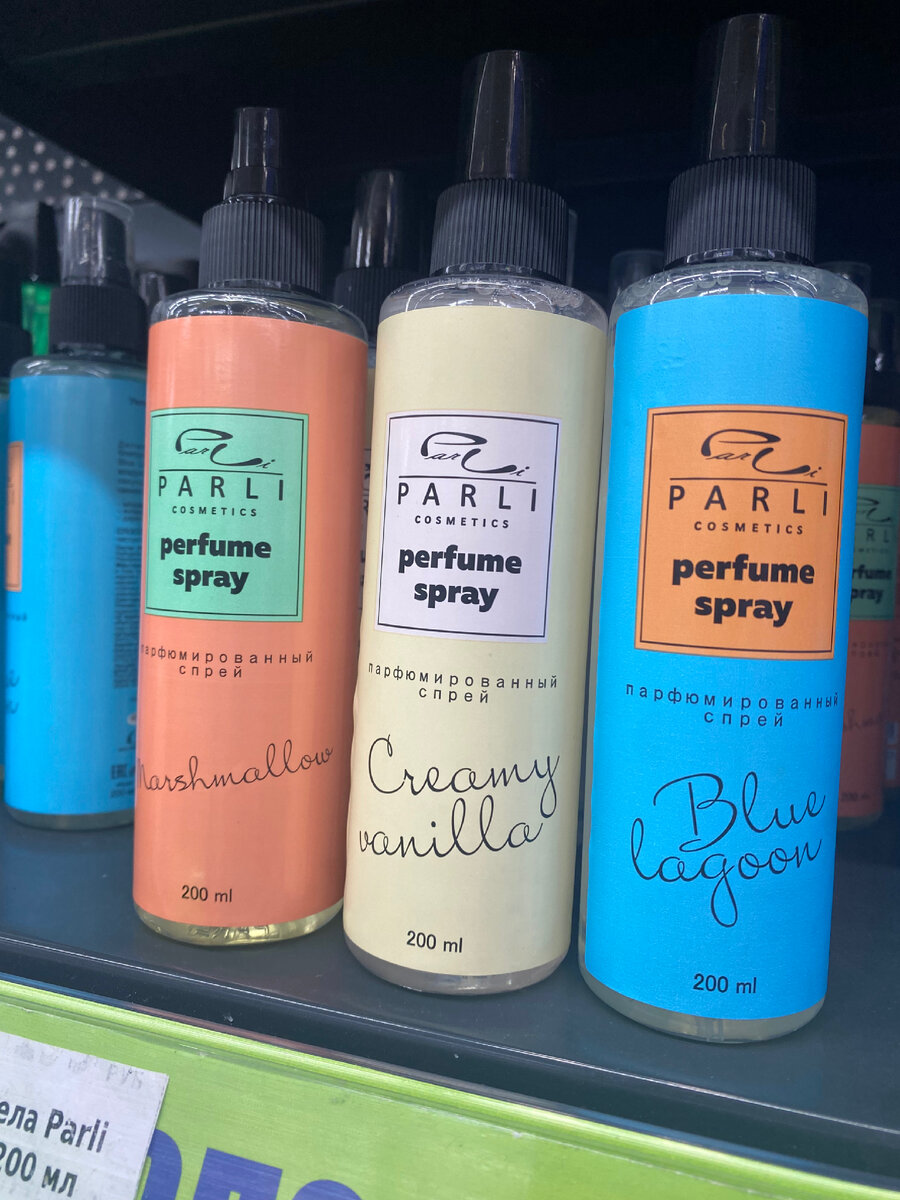 Parli
PARLI
COSMETICS
perfume
spray
парфюмированный
спрей
Marshmallow
200 ml
Parli
PARLI
COSMETICS
perfume
spray
парфюмированный
спрей
Creamy
vanilla
200 ml
Parli
PARLI
COSMETICS
perfume
spray
парфюмированный
спрей
Blue
lagoon
200 ml
ела Parli
200 мл